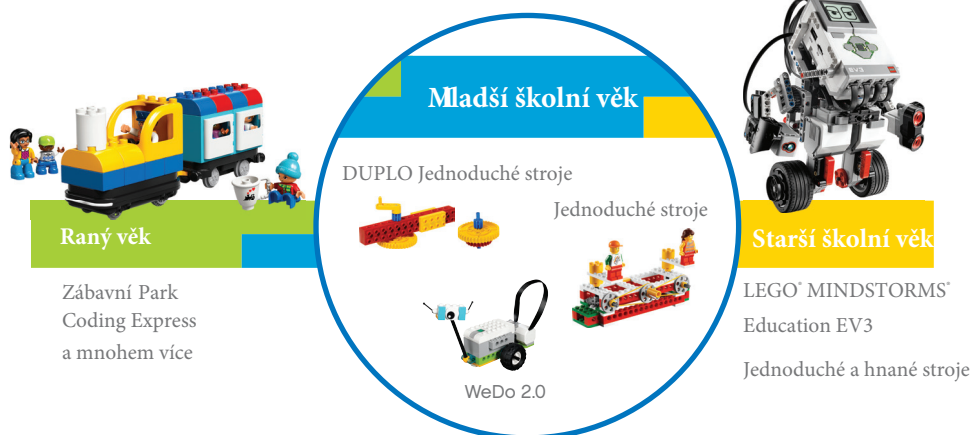 Raný věk
Zábavní Park
Coding Express
a mnohem více
Mladší školní věk
DUPLO Jednoduché stroje
Jednoduché stroje
WeDo 2.0
EV3
Starší školní věk
LEGO® MINDSTORMS®
Education EV3
Jednoduché a hnané stroje